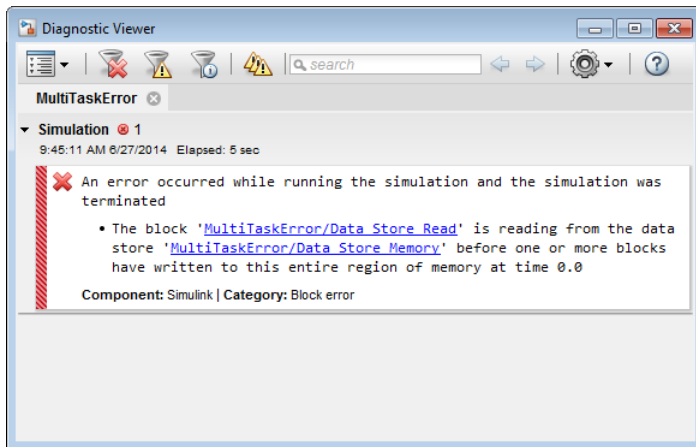 Diagnostic Viewer
search
MultiTaskError
Simulation 1
9:45:11 AM 6/27/2014 Elapsed: 5 sec
An error occurred while running the simulation and the simulation was
terminated
• The block 'MultiTaskError/Data Store Read' is reading from the data
store 'MultiTaskError/Data Store Memory' before one or more blocks
have written to this entire region of memory at time 0.0
Component: Simulink | Category: Block error